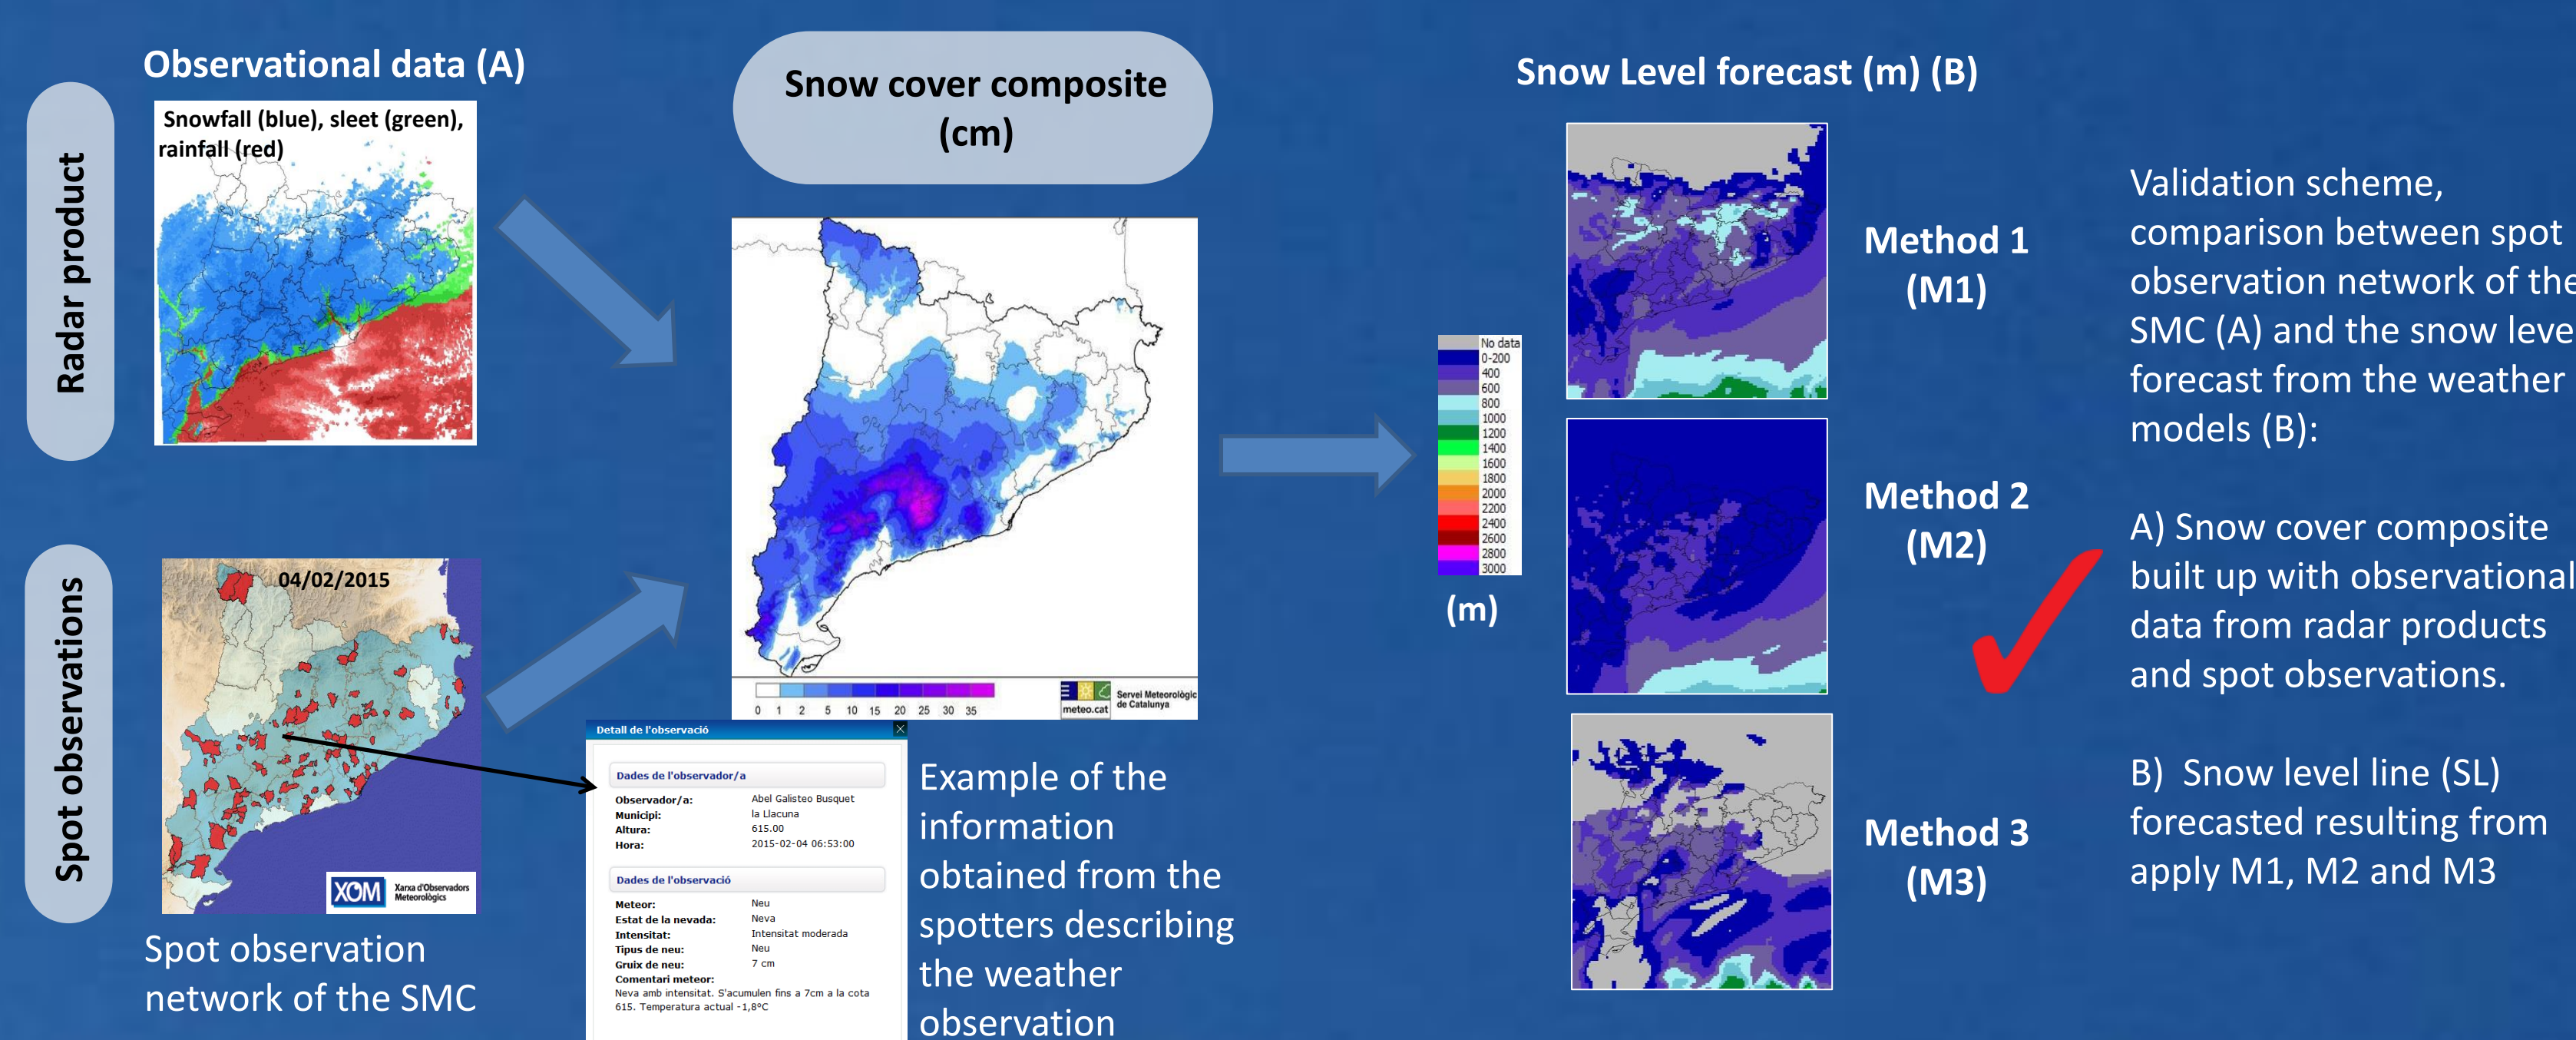 Observational data (A)
Radar product
Snowfall (blue), sleet (green),
rainfall (red)
Spot observations
04/02/2015
XOM
Xarxa d'Observadors
Meteorològics
Spot observation
network of the SMC
Snow cover composite
(cm)
0 1 2 5 10 15 20 25 30 35
meteo.cat
Servei Meteorològic
de Catalunya
Detall de l'observació
Dades de l'observador/a
Observador/a: Abel Galisteo Busquet
Municipi: la Llacuna
Altura: 615.00
Hora: 2015-02-04 06:53:00
Dades de l'observació
Meteor: Neu
Estat de la nevada: Neva
Intensitat: Intensitat moderada
Tipus de neu: Neu
Gruix de neu: 7 cm
Comentari meteor:
Neva amb intensitat. S'acumulen fins a 7cm a la cota
615. Temperatura actual -1,8ºC
Example of the
information
obtained from the
spotters describing
the weather
observation
Snow Level forecast (m) (B)
No data
0-200
400
600
800
1000
1200
1400
1600
1800
2000
2200
2400
2600
2800
3000
(m)
Method 1
(M1)
Method 2
(M2)
Method 3
(M3)
Validation scheme,
comparison between spot
observation network of the
SMC (A) and the snow leve
forecast from the weather
models (B):
A) Snow cover composite
built up with observational
data from radar products
and spot observations.
B) Snow level line (SL)
forecasted resulting from
apply M1, M2 and M3